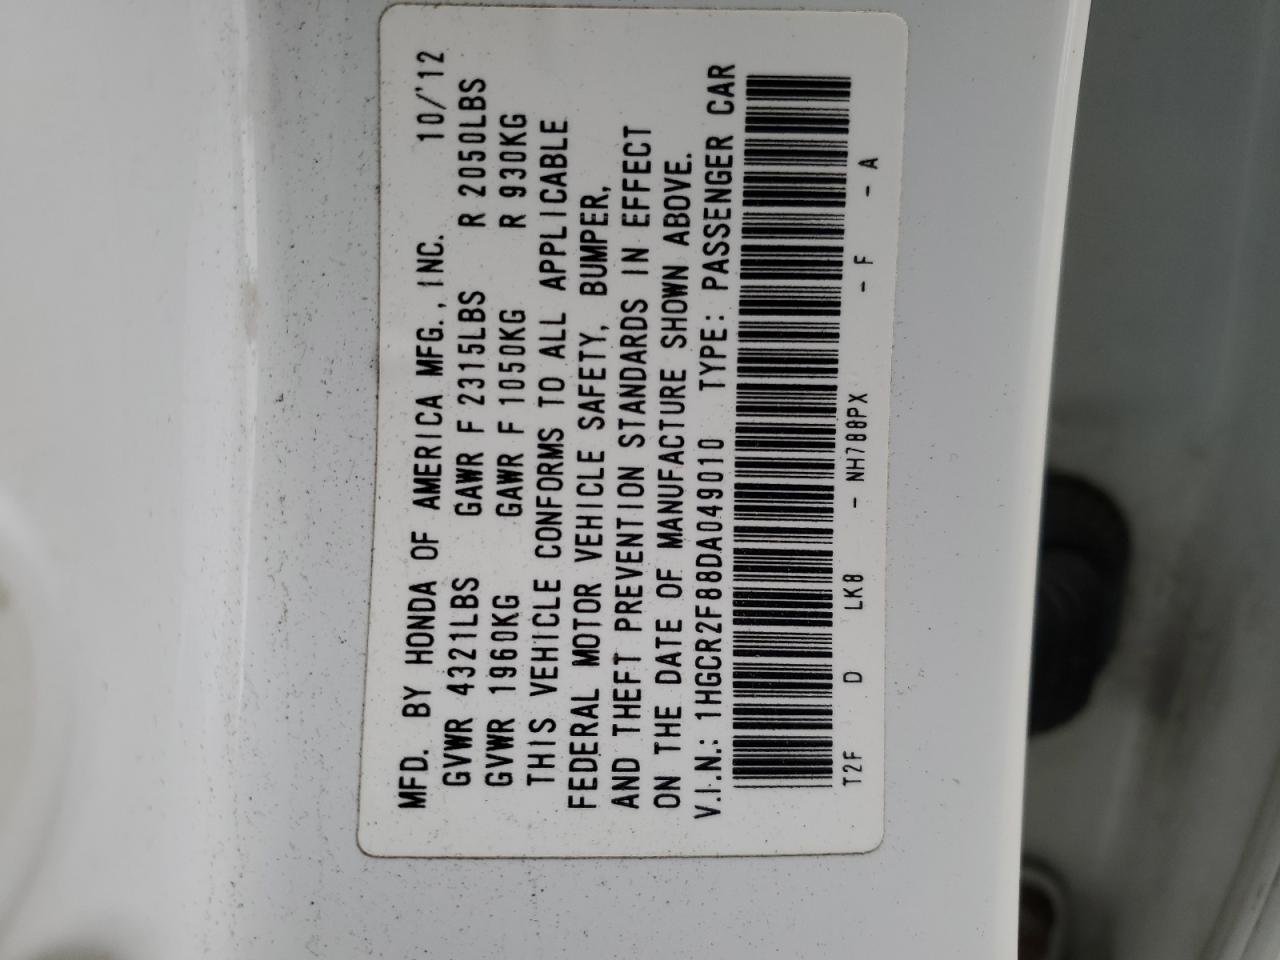 MFD. BY HONDA OF AMERICA MFG., INC. 10/'12
GVWR 4321LBS GAWR F 2315LBS R 2050LBS
GVWR 1960KG GAWR F 1050KG R 930KG
THIS VEHICLE CONFORMS TO ALL APPLICABLE
FEDERAL MOTOR VEHICLE SAFETY, BUMPER,
AND THEFT PREVENTION STANDARDS IN EFFECT
ON THE DATE OF MANUFACTURE SHOWN ABOVE.
V.I.N.: 1HGCR2F88DA049010 TYPE: PASSENGER CAR
T2F D LK8 - NH788PX - F - A